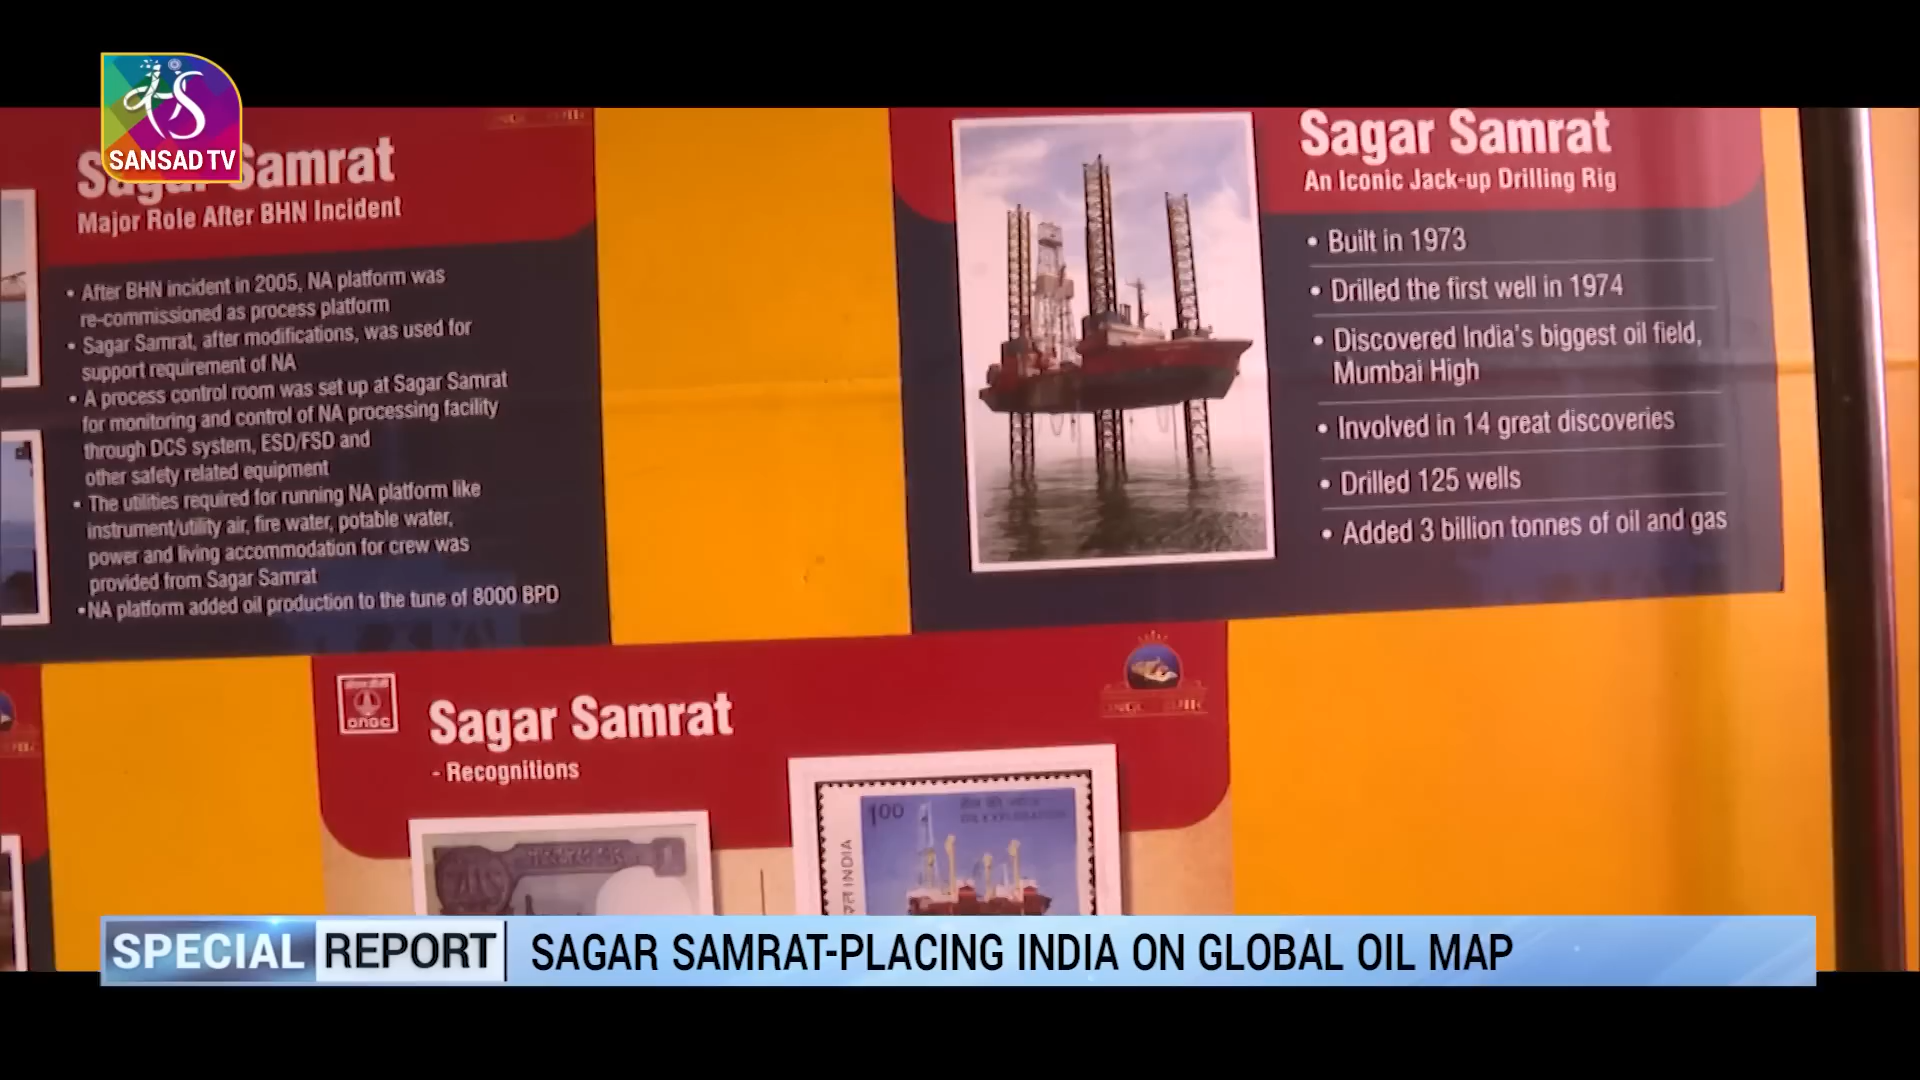 SANSAD TV
Sagar Samrat
Major Role After BHN Incident
• After BHN incident in 2005, NA platform was
re-commissioned as process platform
• Sagar Samrat, after modifications, was used for
support requirement of NA
• A process control room was set up at Sagar Samrat
for monitoring and control of NA processing facility
through DCS system, ESD/FSD and
other safety related equipment
• The utilities required for running NA platform like
instrument/utility air, fire water, potable water,
power and living accommodation for crew was
provided from Sagar Samrat
• NA platform added oil production to the tune of 8000 BPD
Sagar Samrat
An Iconic Jack-up Drilling Rig
• Built in 1973
• Drilled the first well in 1974
• Discovered India's biggest oil field,
Mumbai High
• Involved in 14 great discoveries
• Drilled 125 wells
• Added 3 billion tonnes of oil and gas
ongc
Sagar Samrat
- Recognitions
100
OIL EXPLORATION
INDIA
SPECIAL REPORT SAGAR SAMRAT-PLACING INDIA ON GLOBAL OIL MAP